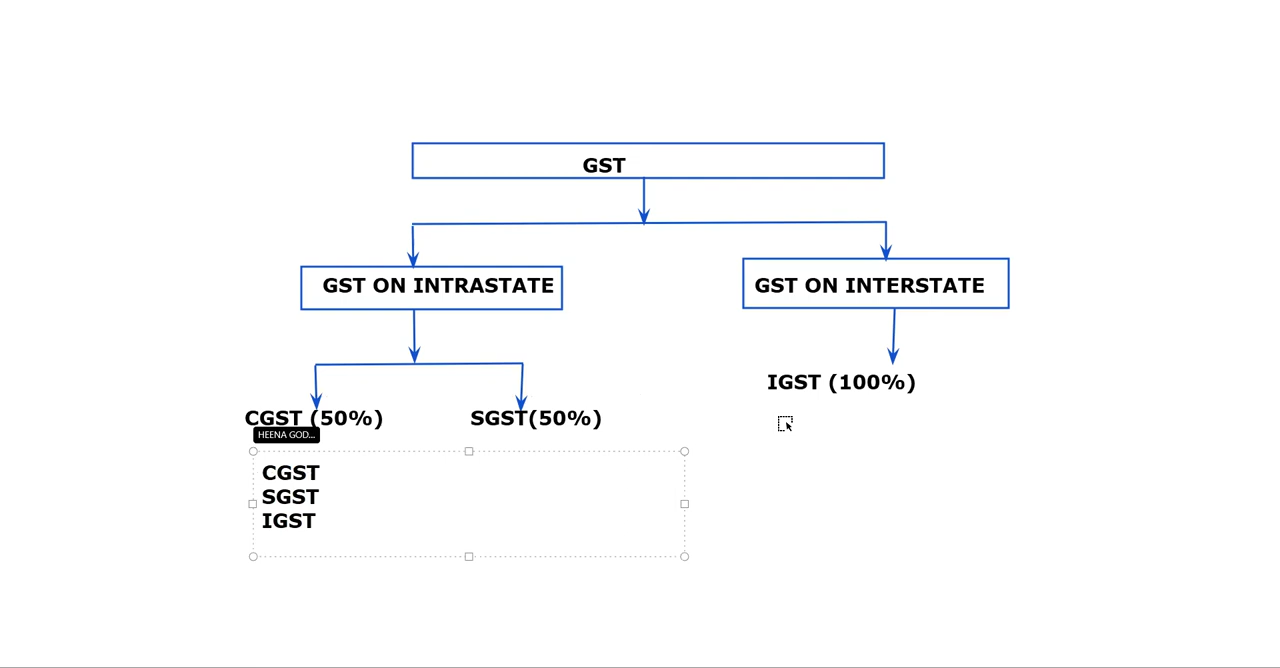 GST
GST ON INTRASTATE
GST ON INTERSTATE
IGST (100%)
CGST (50%)
SGST(50%)
HEENA GOD...
CGST
SGST
IGST